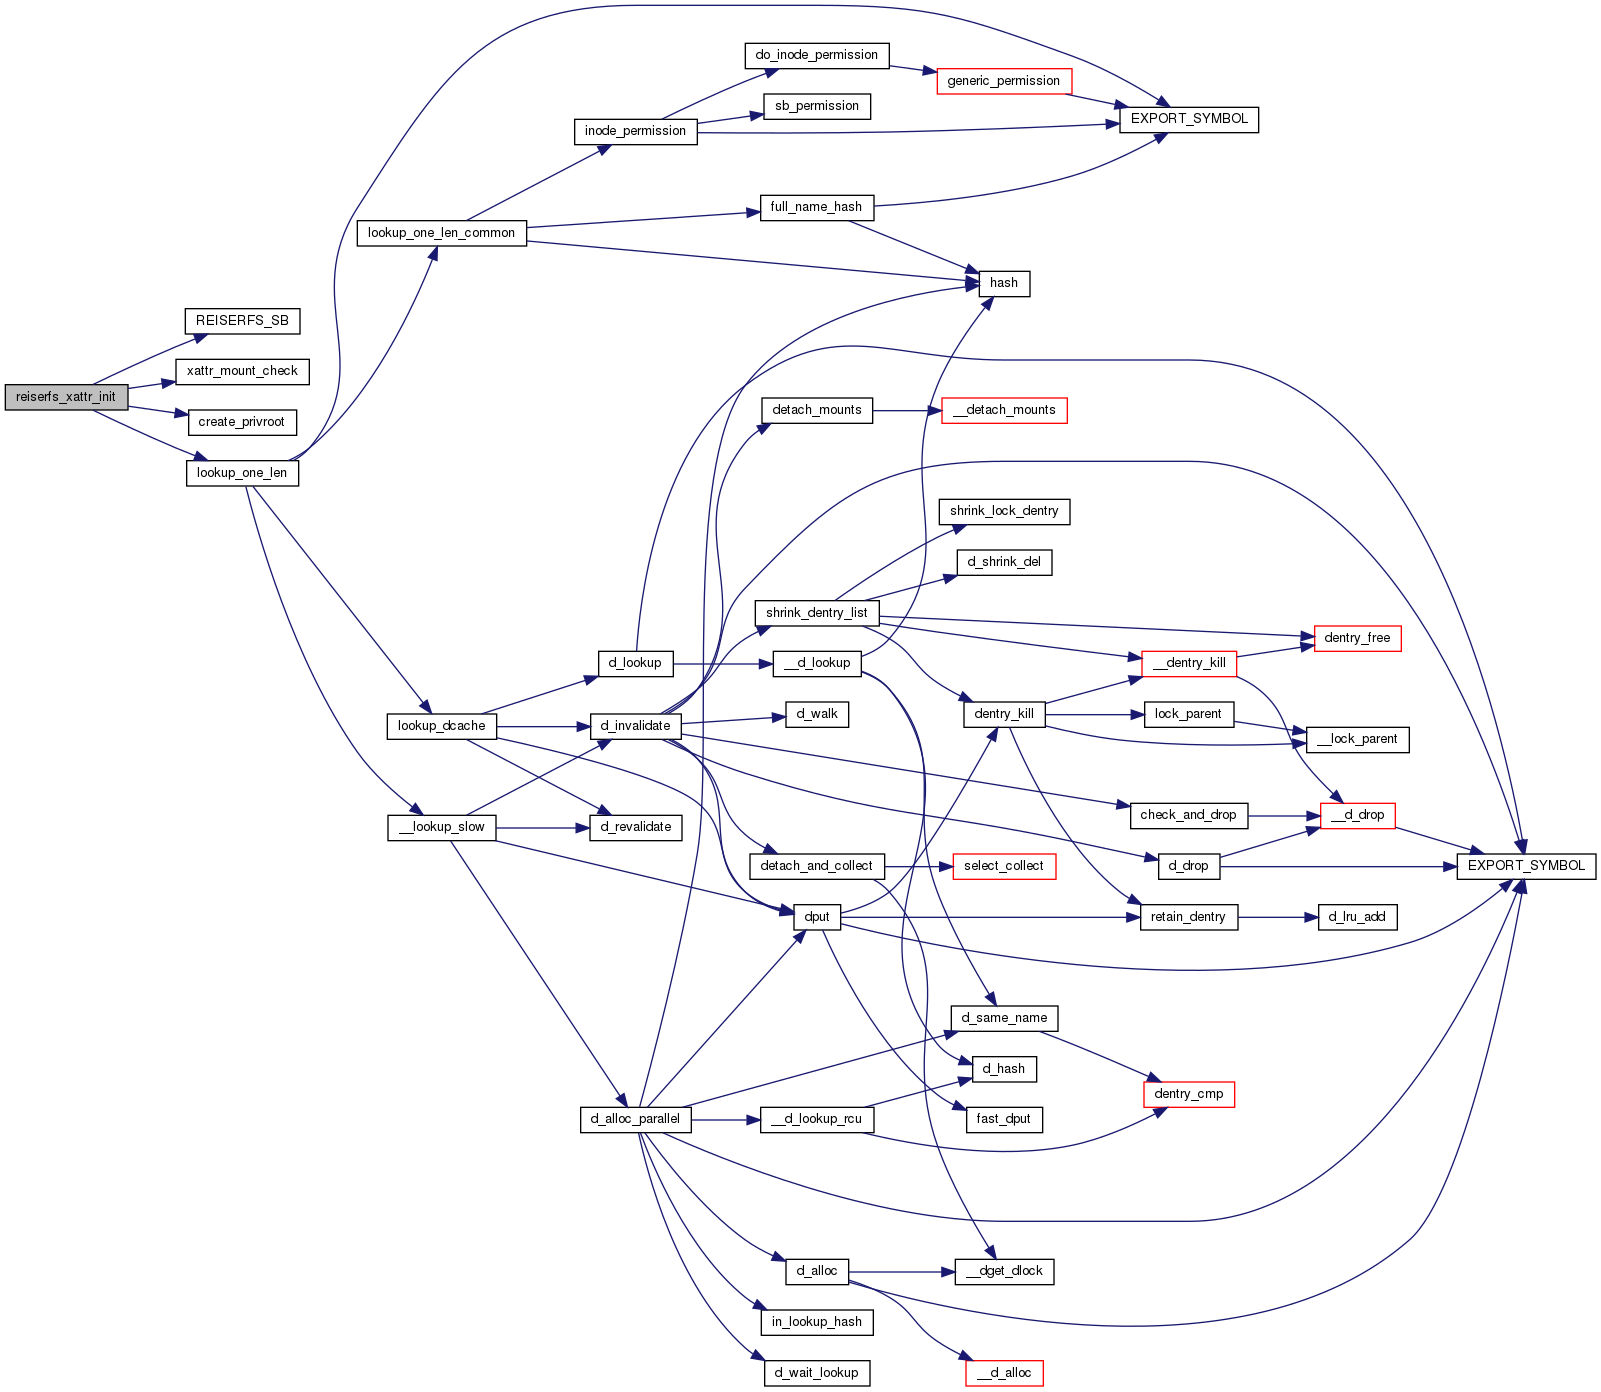 do_inode_permission
generic_permission
sb_permission
EXPORT_SYMBOL
inode_permission
full_name_hash
lookup_one_len_common
hash
REISERFS_SB
xattr_mount_check
reiserfs_xattr_init
detach_mounts
__detach_mounts
create_privroot
lookup_one_len
shrink_lock_dentry
d_shrink_del
shrink_dentry_list
dentry_free
d_lookup
__d_lookup
__dentry_kill
d_walk
dentry_kill
lock_parent
lookup_dcache
d_invalidate
__lock_parent
check_and_drop
__d_drop
__lookup_slow
d_revalidate
detach_and_collect
select_collect
d_drop
EXPORT_SYMBOL
dput
retain_dentry
d_lru_add
d_same_name
d_hash
dentry_cmp
d_alloc_parallel
__d_lookup_rcu
fast_dput
d_alloc
__dget_dlock
in_lookup_hash
d_wait_lookup
__d_alloc